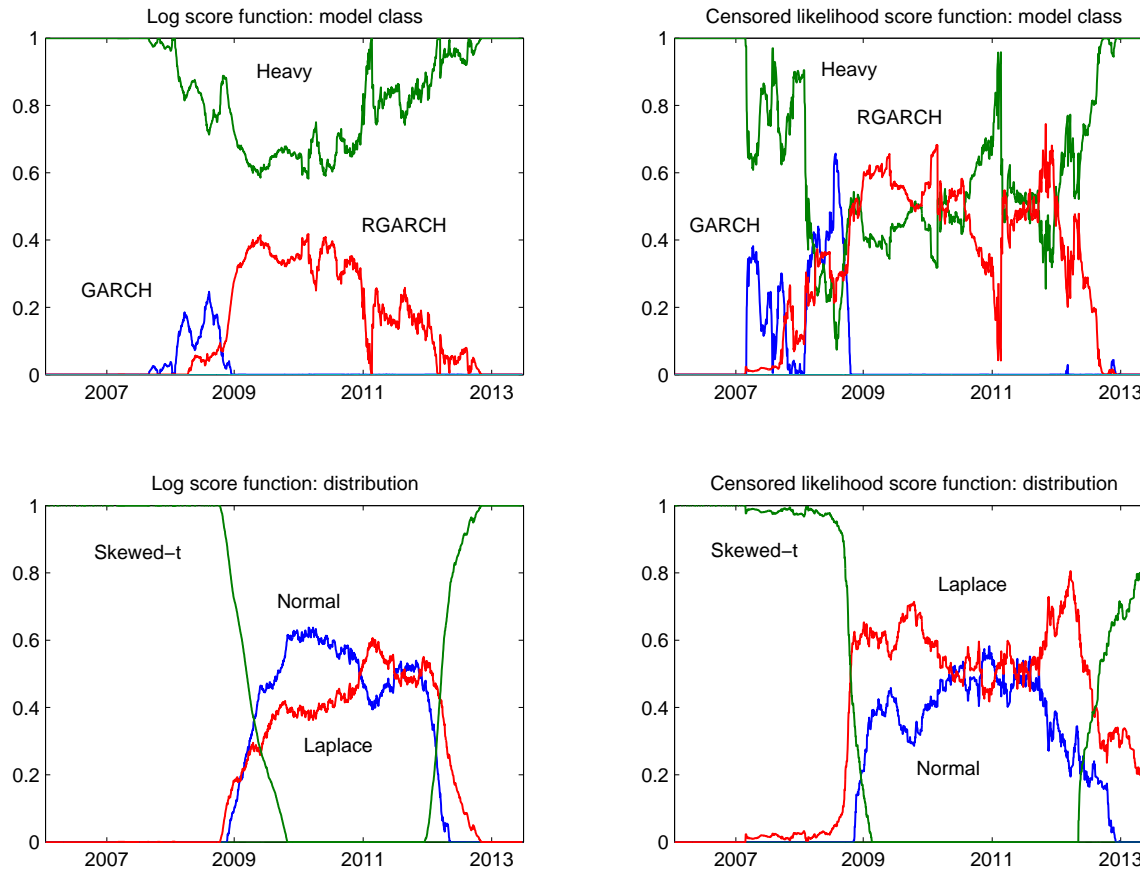 Log score function: model class
1
0.8
0.6
0.4
0.2
0
Heavy
RGARCH
GARCH
2007 2009 2011 2013
Censored likelihood score function: model class
1
0.8
0.6
0.4
0.2
0
Heavy
RGARCH
GARCH
2007 2009 2011 2013
Log score function: distribution
1
0.8
0.6
0.4
0.2
0
Skewed−t
Normal
Laplace
2007 2009 2011 2013
Censored likelihood score function: distribution
1
0.8
0.6
0.4
0.2
0
Skewed−t
Laplace
Normal
2007 2009 2011 2013